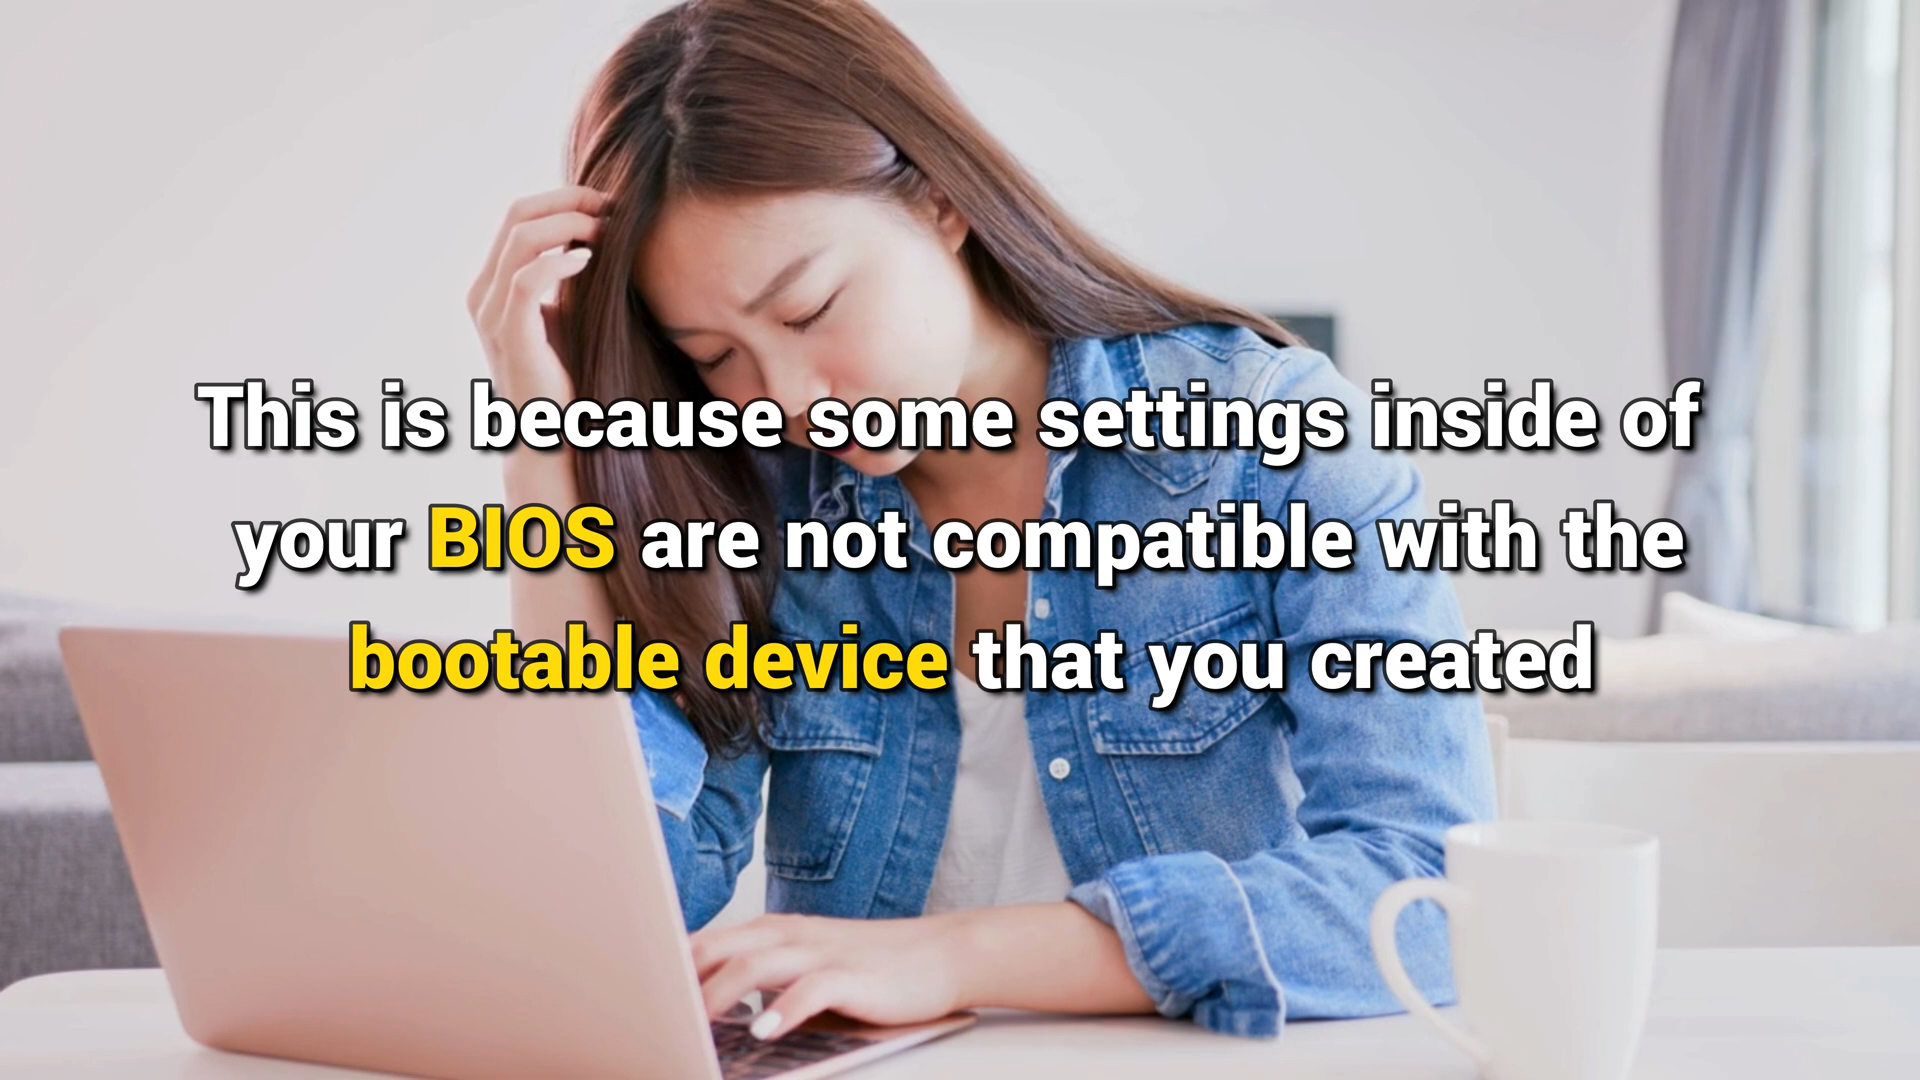 This is because some settings inside of
your BIOS are not compatible with the
bootable device that you created